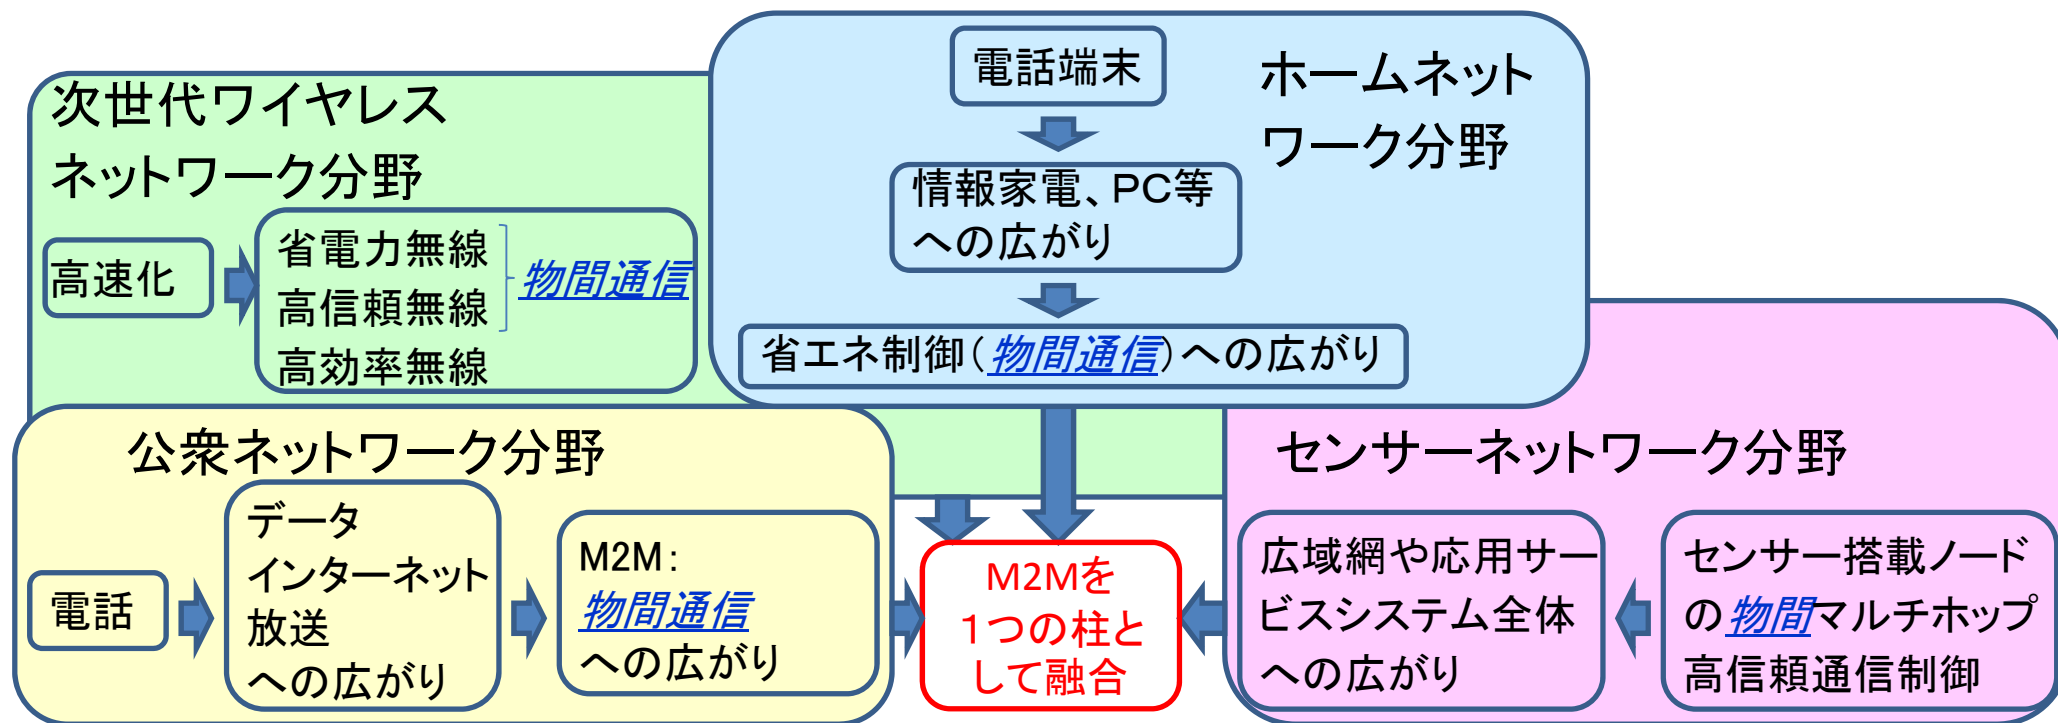 次世代ワイヤレス
ネットワーク分野
高速化
省電力無線
高信頼無線
高効率無線
物間通信
電話端末
ホームネット
ワーク分野
情報家電、PC等
への広がり
省エネ制御(物間通信)への広がり
公衆ネットワーク分野
電話
データ
インターネット
放送
への広がり
M2M:
物間通信
への広がり
M2Mを
1つの柱と
して融合
センサーネットワーク分野
広域網や応用サー
ビスシステム全体
への広がり
センサー搭載ノード
の物間マルチホップ
高信頼通信制御